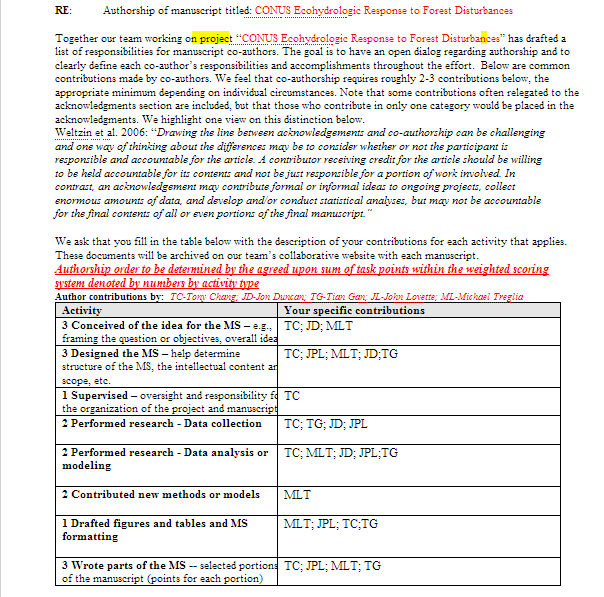 RE: Authorship of manuscript titled: CONUS Ecohydrologic Response to Forest Disturbances
Together our team working on project "CONUS Ecohydrologic Response to Forest Disturbances" has drafted a
list of responsibilities for manuscript co-authors. The goal is to have an open dialog regarding authorship and to
clearly define each co-author's responsibilities and accomplishments throughout the effort. Below are common
contributions made by co-authors. We feel that co-authorship requires roughly 2-3 contributions below, the
appropriate minimum depending on individual circumstances. Note that some contributions often relegated to the
acknowledgments section are included, but that those who contribute in only one category would be placed in the
acknowledgments. We highlight one view on this distinction below.
Weltzin et al. 2006: "Drawing the line between acknowledgements and co-authorship can be challenging
and one way of thinking about the differences may be to consider whether or not the participant is
responsible and accountable for the article. A contributor receiving credit for the article should be willing
to be held accountable for its contents and not be just responsible for a portion of work involved. In
contrast, an acknowledgement may contribute formal or informal ideas to ongoing projects, collect
enormous amounts of data, and develop and/or conduct statistical analyses, but may not be accountable
for the final contents of all or even portions of the final manuscript."
We ask that you fill in the table below with the description of your contributions for each activity that applies.
These documents will be archived on our team's collaborative website with each manuscript.
Authorship order to be determined by the agreed upon sum of task points within the weighted scoring
system denoted by numbers by activity type
Author contributions by: TC-Tony Chang; JD-Jon Duncan; TG-Tian Gan; JL-John Lovette; ML-Michael Treglia
Activity Your specific contributions
3 Conceived of the idea for the MS – e.g., TC; JD; MLT
framing the question or objectives, overall idea
3 Designed the MS – help determine TC; JPL; MLT; JD;TG
structure of the MS, the intellectual content an
scope, etc.
1 Supervised – oversight and responsibility fo TC
the organization of the project and manuscript
2 Performed research - Data collection TC; TG; JD; JPL
2 Performed research - Data analysis or TC; MLT; JD; JPL;TG
modeling
2 Contributed new methods or models MLT
1 Drafted figures and tables and MS MLT; JPL; TC;TG
formatting
3 Wrote parts of the MS -- selected portions TC; JPL; MLT; TG
of the manuscript (points for each portion)